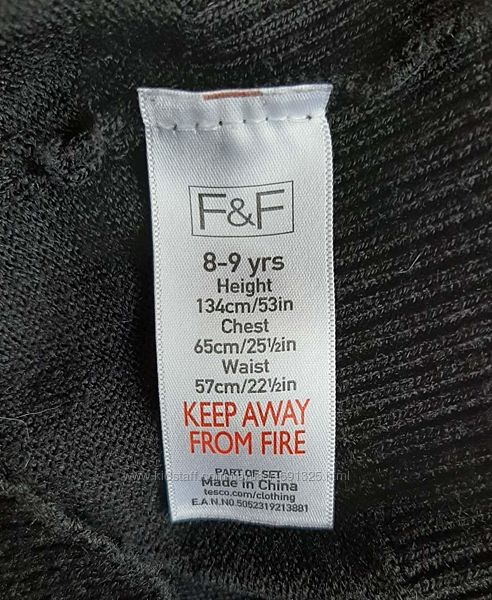 F&F
8-9 yrs
Height
134cm/53in
Chest
65cm/25½in
Waist
57cm/22½in
KEEP AWAY
FROM FIRE
PART OF SET
Made in China
tesco.com/clothing
E.A.N.N0.5052319213881